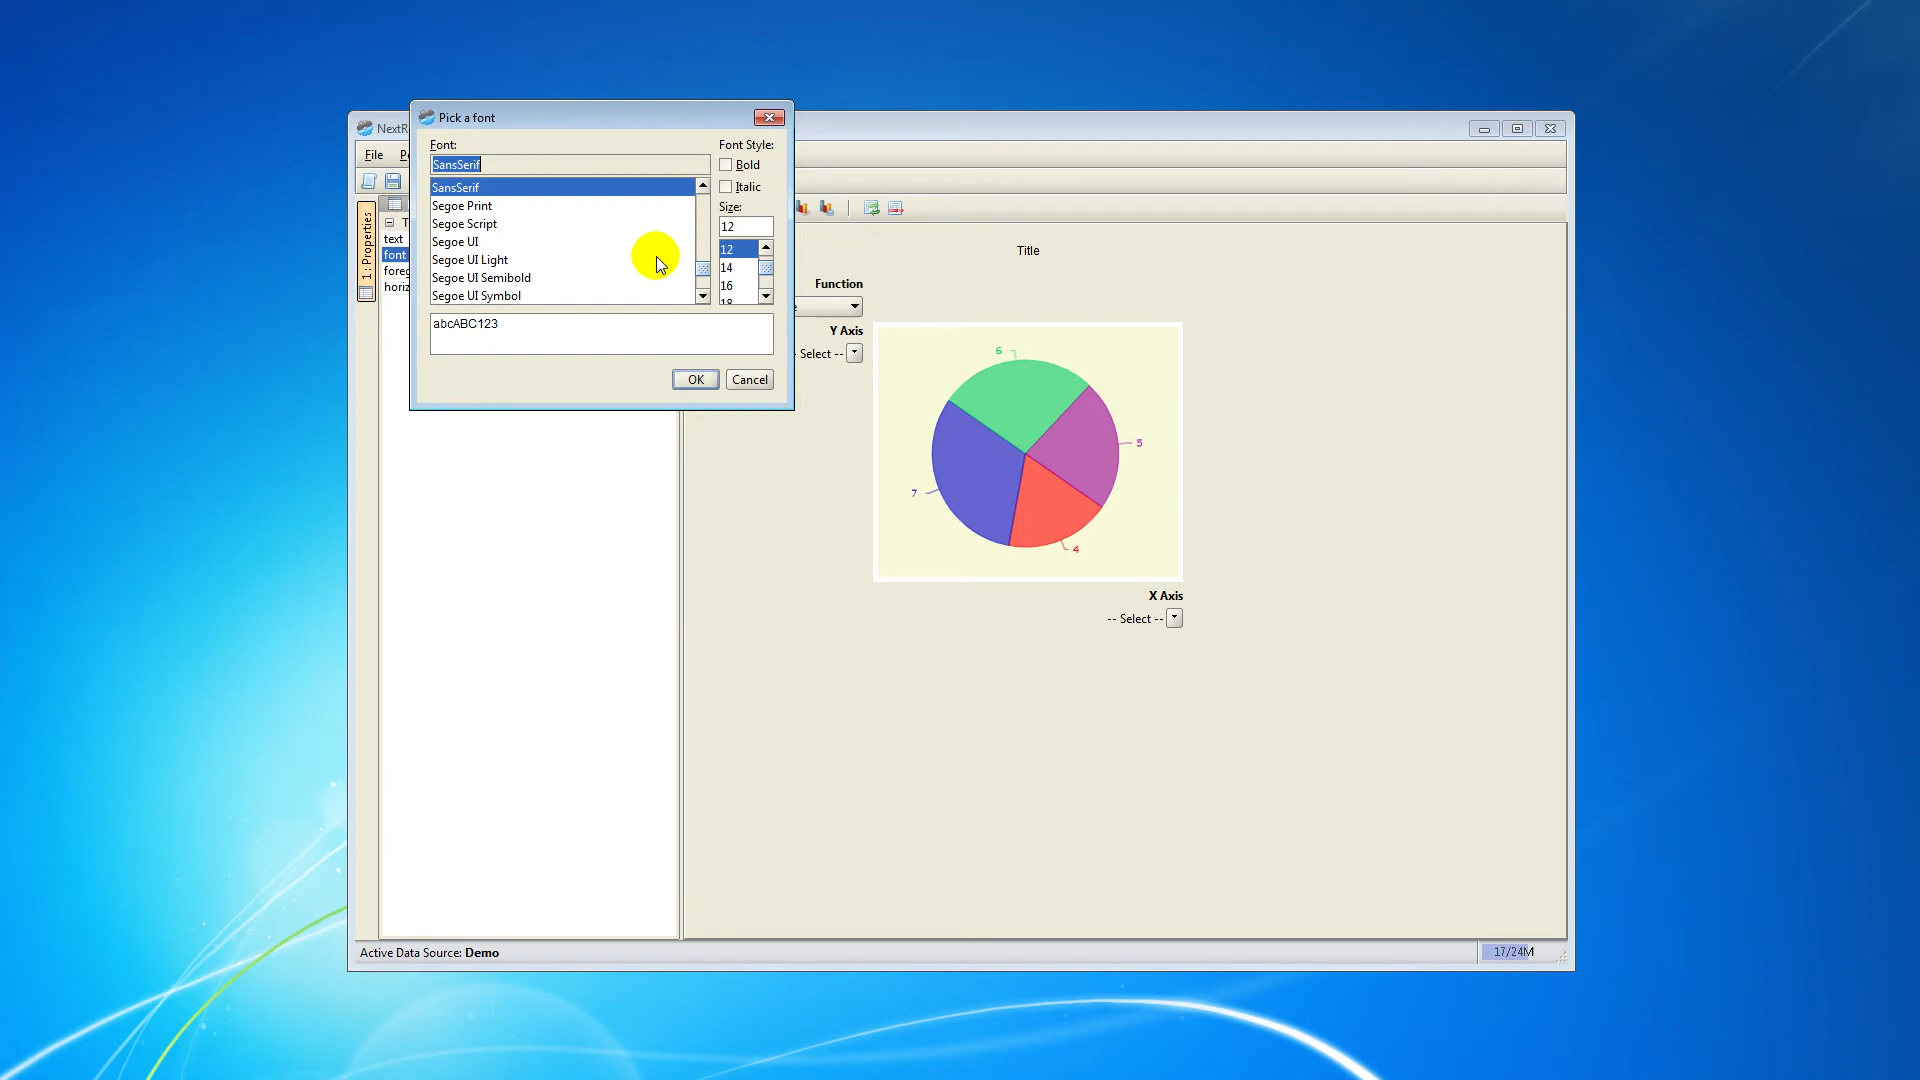 Pick a font
Font:
SansSerif
SansSerif
Segoe Print
Segoe Script
Segoe UI
Segoe UI Light
Segoe UI Semibold
Segoe UI Symbol
abcABC123
Font Style:
Bold
Italic
Size:
12
12
14
16
18
OK
Cancel
NextR
File
1 : Properties
text
font
foreg
horiz
Title
Function
Y Axis
Select --
6
5
7
4
X Axis
-- Select --
Active Data Source: Demo
17/24M